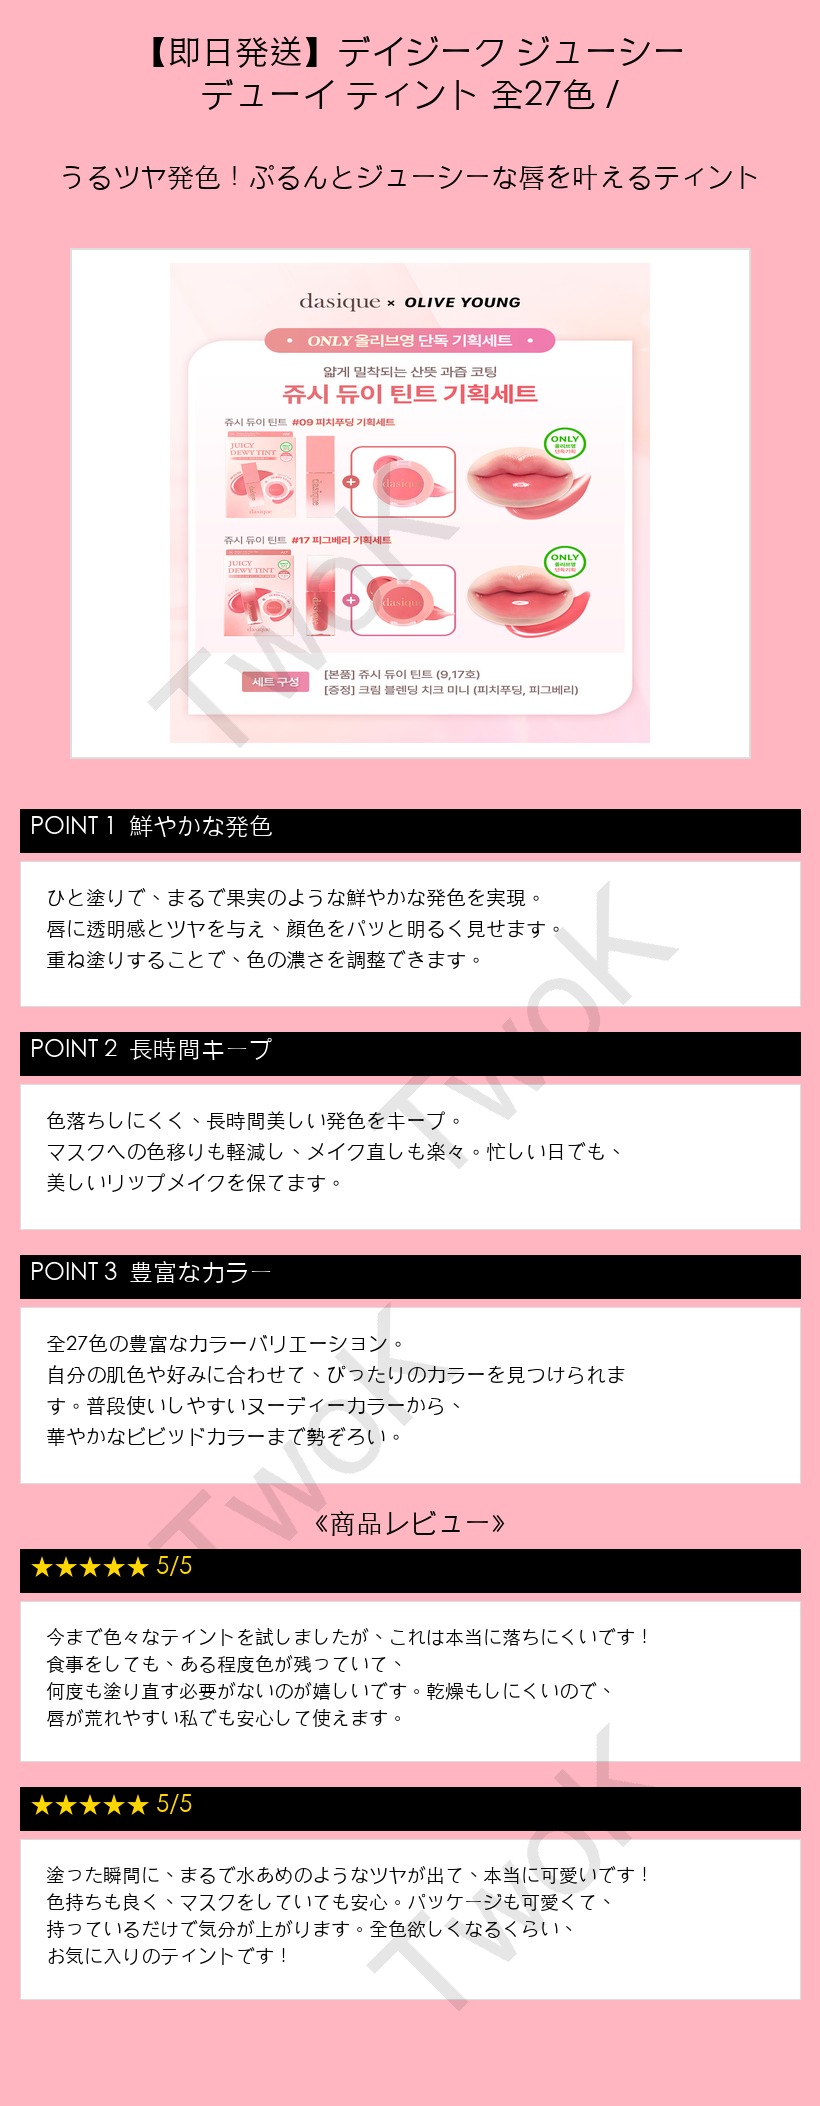 【即日発送】デイジーク ジューシー
デューイ ティント 全27色 /
うるツヤ発色！ぷるんとジューシーな唇を叶えるティント
dasique × OLIVE YOUNG
• ONLY 올리브영 단독 기획세트 •
얇게 밀착되는 산뜻 과즙 코팅
쥬시 듀이 틴트 기획세트
쥬시 듀이 틴트 #09 피치푸딩 기획세트
JUICY
DEWY TINT
dasique
dasique
+
dasique
ONLY
올리브영
단독기획
쥬시 듀이 틴트 #17 피그베리 기획세트
JUICY
DEWY TINT
dasique
dasique
+
dasique
ONLY
올리브영
단독기획
세트 구성
[본품] 쥬시 듀이 틴트 (9,17호)
[증정] 크림 블렌딩 치크 미니 (피치푸딩, 피그베리)
TwoK
POINT 1 鮮やかな発色
ひと塗りで、まるで果実のような鮮やかな発色を実現。
唇に透明感とツヤを与え、顔色をパッと明るく見せます。
重ね塗りすることで、色の濃さを調整できます。
TwoK
POINT 2 長時間キープ
色落ちしにくく、長時間美しい発色をキープ。
マスクへの色移りも軽減し、メイク直しも楽々。忙しい日でも、
美しいリップメイクを保てます。
POINT 3 豊富なカラー
全27色の豊富なカラーバリエーション。
自分の肌色や好みに合わせて、ぴったりのカラーを見つけられま
す。普段使いしやすいヌーディーカラーから、
華やかなビビッドカラーまで勢ぞろい。
TwoK
《商品レビュー》
★★★★★ 5/5
今まで色々なティントを試しましたが、これは本当に落ちにくいです！
食事をしても、ある程度色が残っていて、
何度も塗り直す必要がないのが嬉しいです。乾燥もしにくいので、
唇が荒れやすい私でも安心して使えます。
★★★★★ 5/5
塗った瞬間に、まるで水あめのようなツヤが出て、本当に可愛いです！
色持ちも良く、マスクをしていても安心。パッケージも可愛くて、
持っているだけで気分が上がります。全色欲しくなるくらい、
お気に入りのティントです！
TwoK